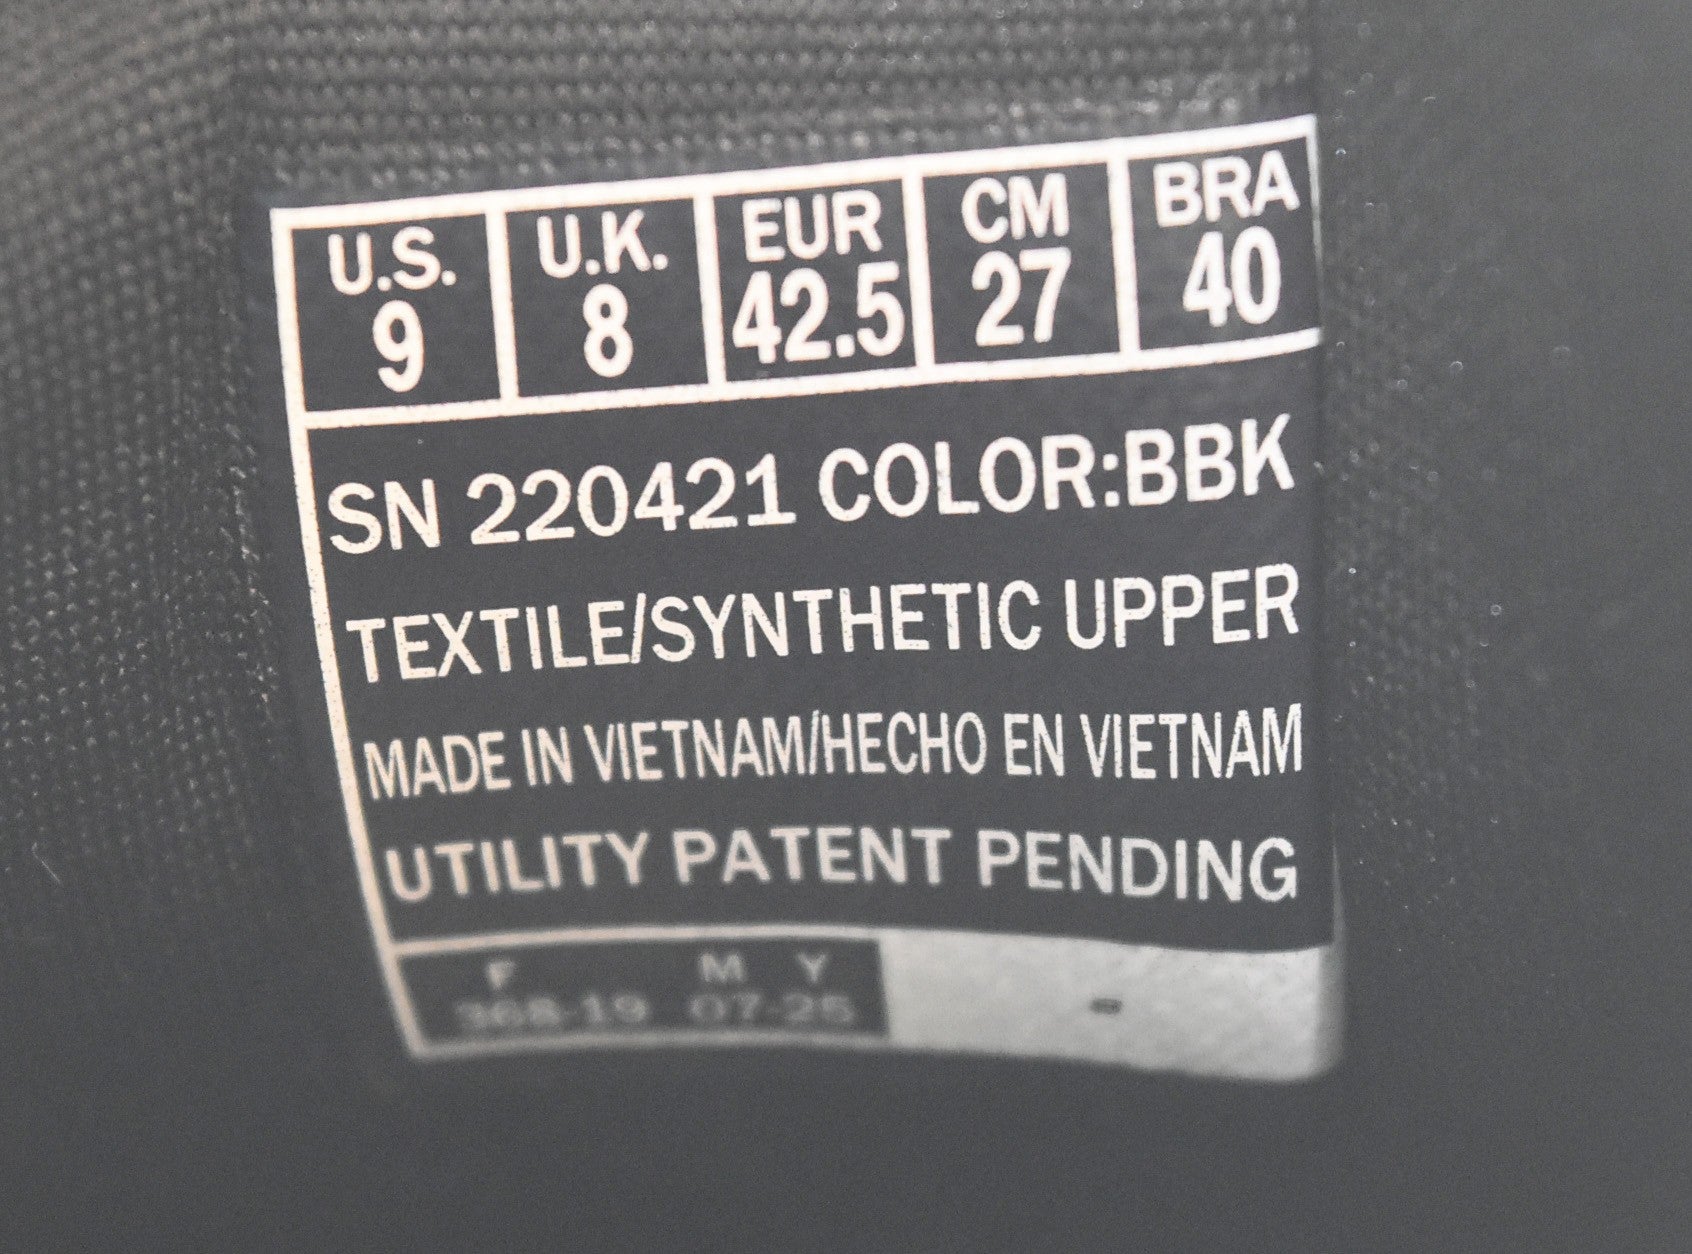 U.S. U.K. EUR CM BRA
9 8 42.5 27 40
SN 220421 COLOR:BBK
TEXTILE/SYNTHETIC UPPER
MADE IN VIETNAM/HECHO EN VIETNAM
UTILITY PATENT PENDING
F M Y
368-19 07-25